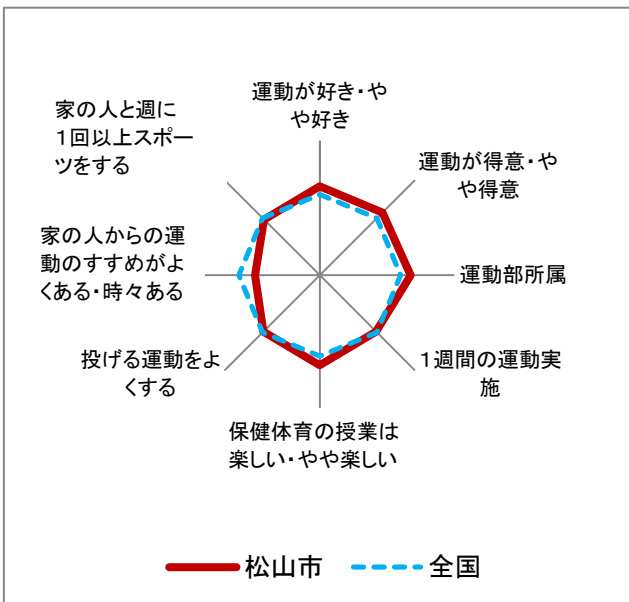 運動が好き・や
や好き
運動が得意・や
や得意
運動部所属
1週間の運動実
施
保健体育の授業は
楽しい・やや楽しい
投げる運動をよ
くする
家の人からの運
動のすすめがよ
くある・時々ある
家の人と週に
1回以上スポー
ツをする
松山市
全国